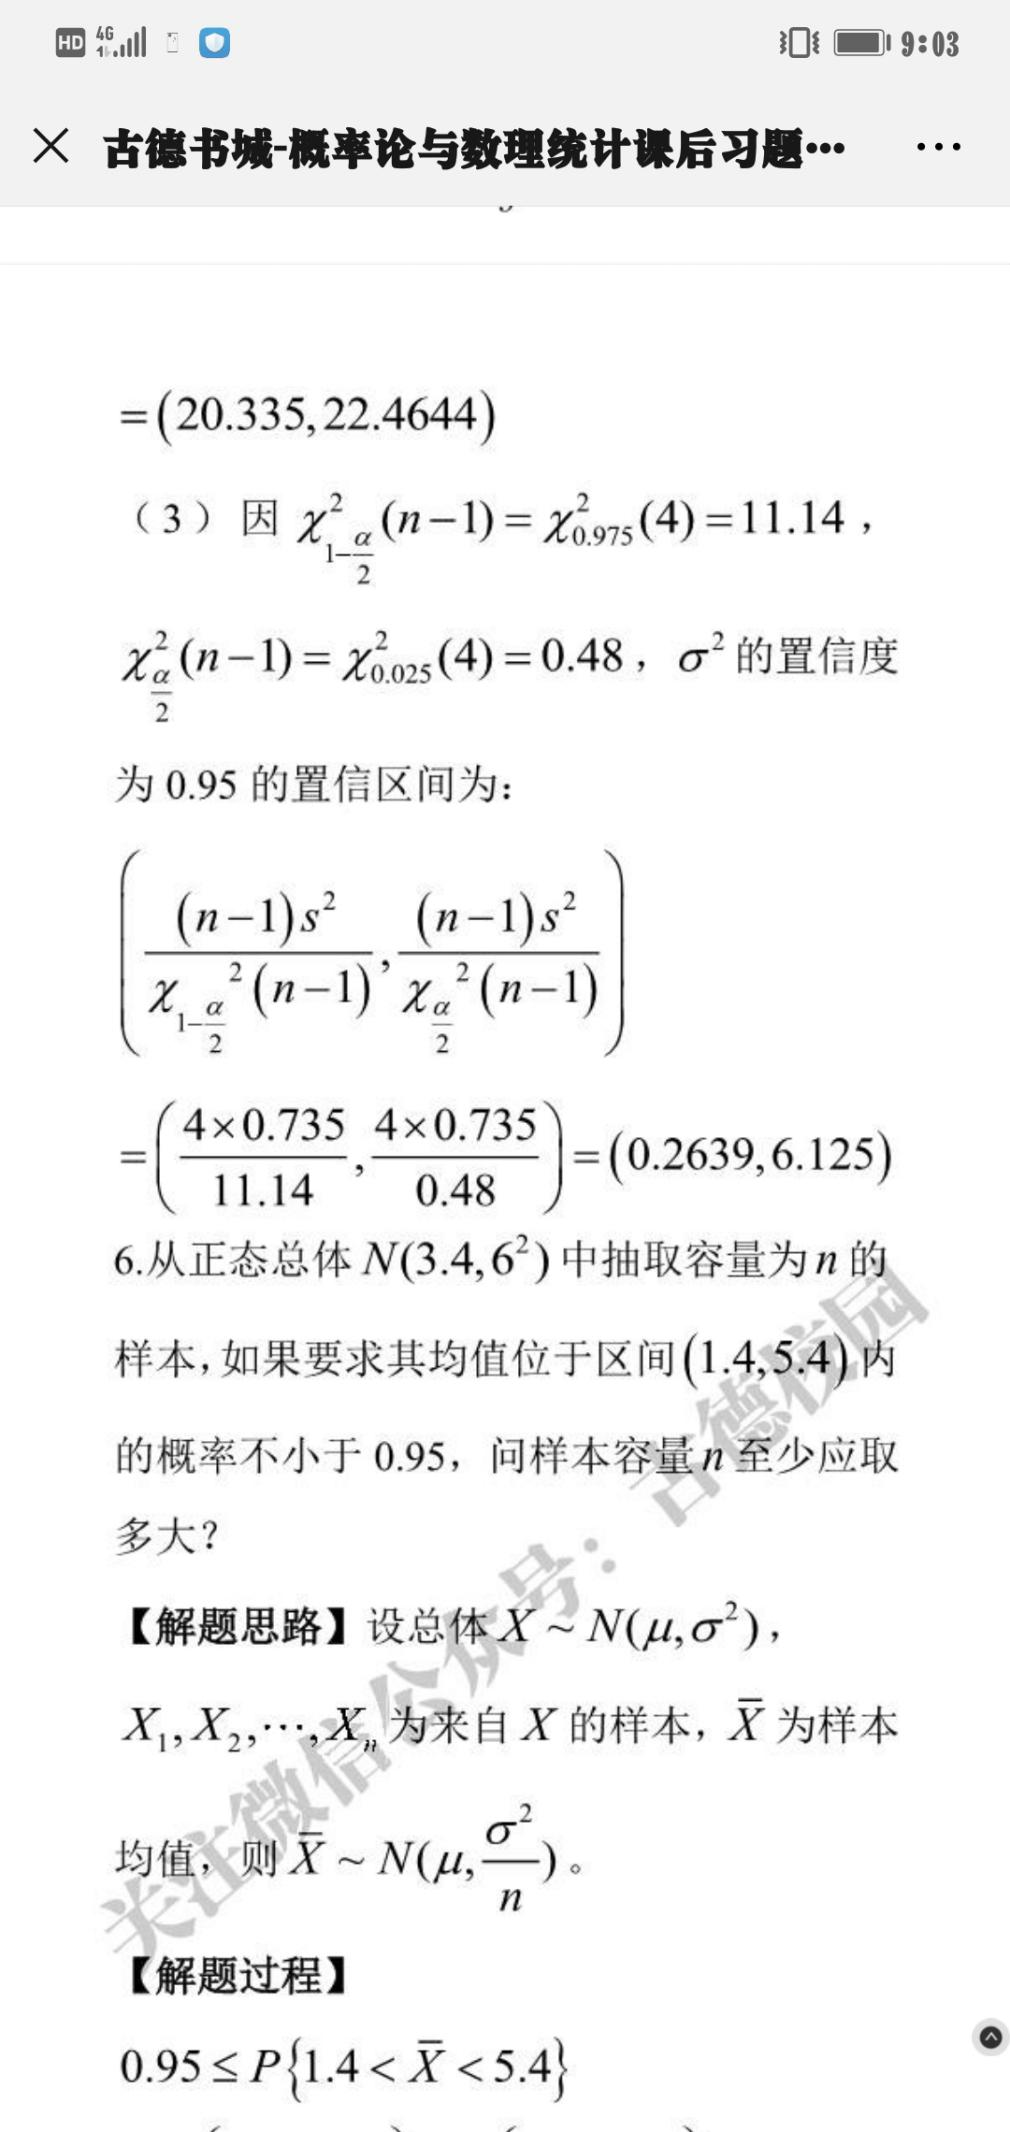 HD 4G 9:03
古德书城-概率论与数理统计课后习题… …
=(20.335,22.4644)
（3）因 χ²_{1-α/2}(n-1)=χ²_{0.975}(4)=11.14，
χ²_{α/2}(n-1)=χ²_{0.025}(4)=0.48，σ² 的置信度
为 0.95 的置信区间为：
((n-1)s²/χ_{1-α/2}²(n-1), (n-1)s²/χ_{α/2}²(n-1))
=(4×0.735/11.14, 4×0.735/0.48)=(0.2639,6.125)
6.从正态总体 N(3.4,6²) 中抽取容量为 n 的
样本，如果要求其均值位于区间(1.4,5.4)内
的概率不小于 0.95，问样本容量 n 至少应取
多大？
【解题思路】设总体 X ~ N(μ,σ²)，
X₁,X₂,⋯,Xₙ 为来自 X 的样本，X̄ 为样本
均值，则 X̄ ~ N(μ,σ²/n)。
【解题过程】
0.95≤P{1.4<X̄<5.4}
关注微信公众号：古德校园